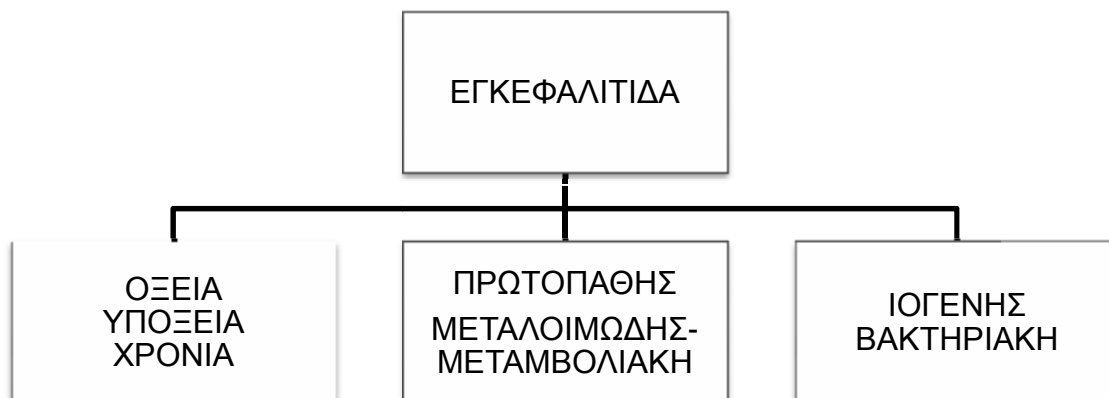 ΕΓΚΕΦΑΛΙΤΙΔΑ
ΟΞΕΙΑ
ΥΠΟΞΕΙΑ
ΧΡΟΝΙΑ
ΠΡΩΤΟΠΑΘΗΣ
ΜΕΤΑΛΟΙΜΩΔΗΣ-
ΜΕΤΑΜΒΟΛΙΑΚΗ
ΙΟΓΕΝΗΣ
ΒΑΚΤΗΡΙΑΚΗ